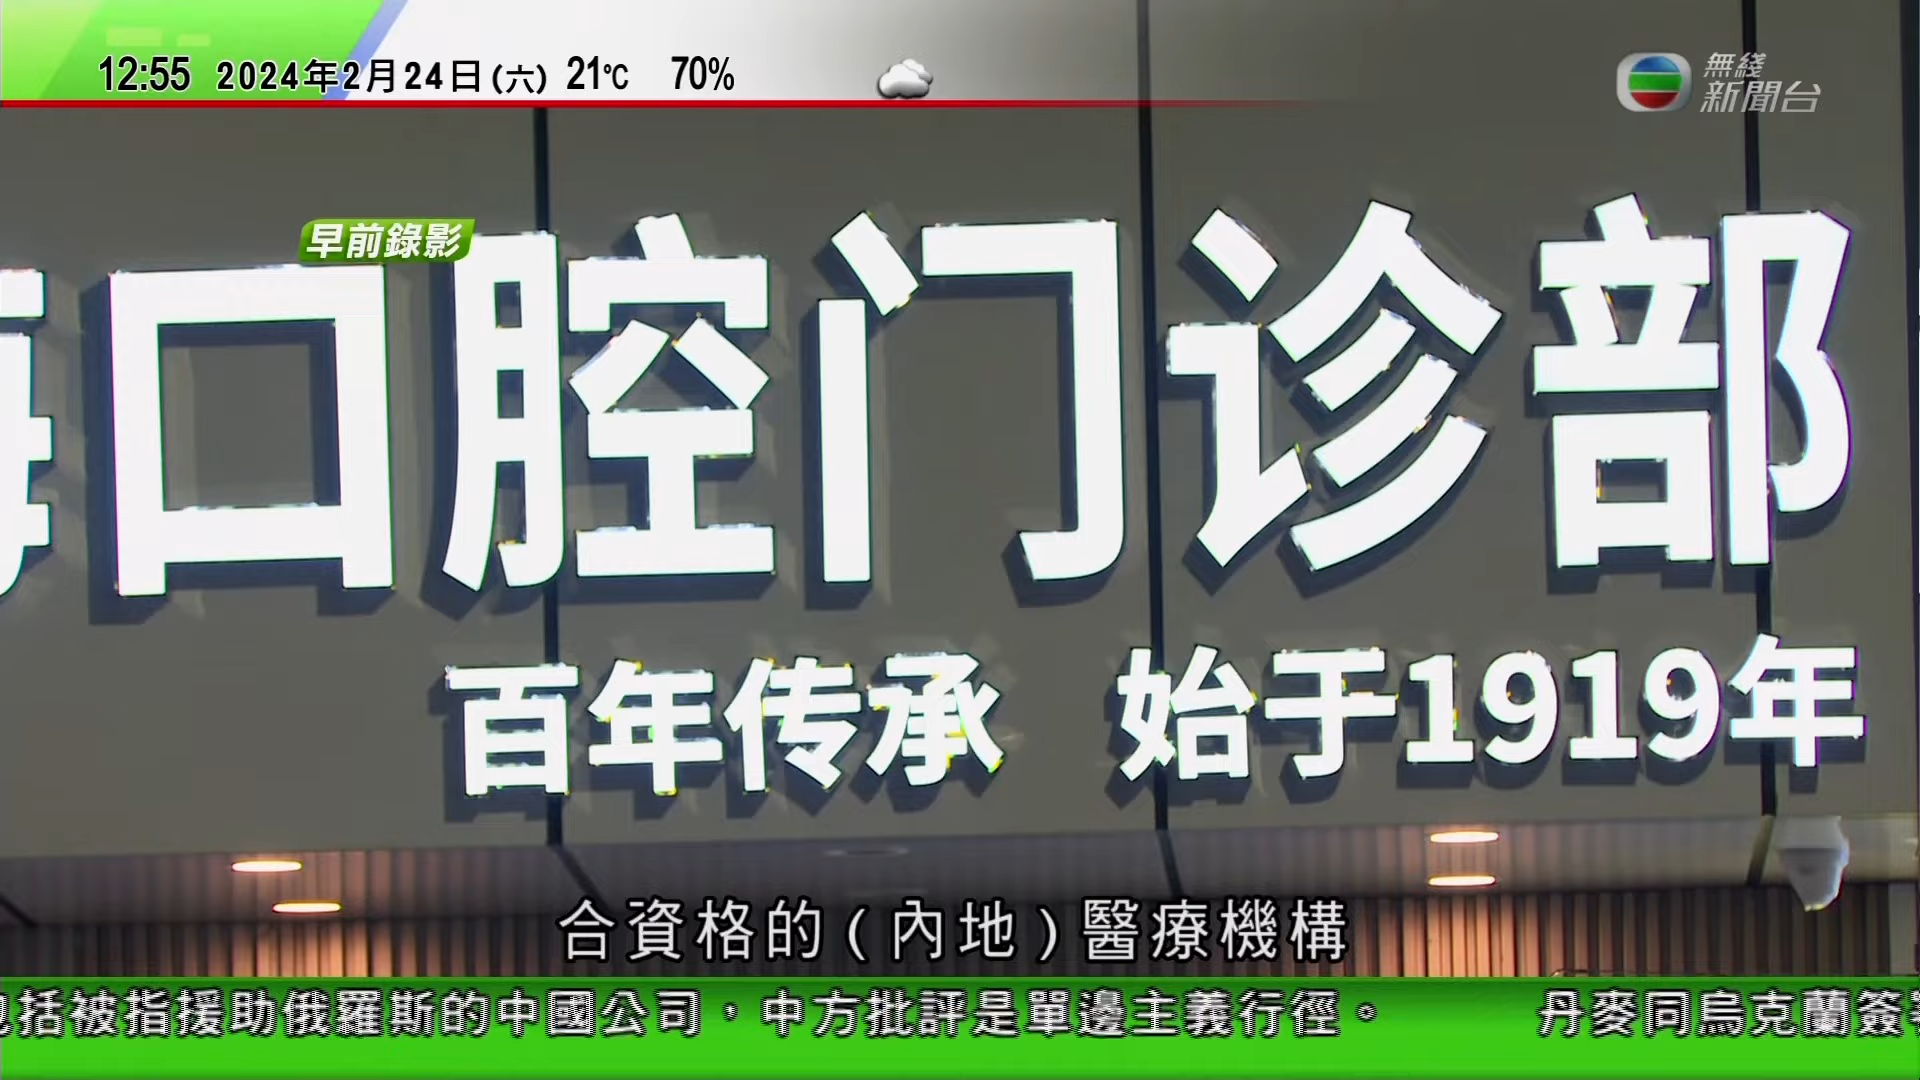 12:55 2024年2月24日(六) 21℃ 70%
無綫
新聞台
早前錄影
口腔门诊部
百年传承 始于1919年
合資格的(內地)醫療機構
括被指援助俄羅斯的中國公司，中方批評是單邊主義行徑。 丹麥同烏克蘭簽